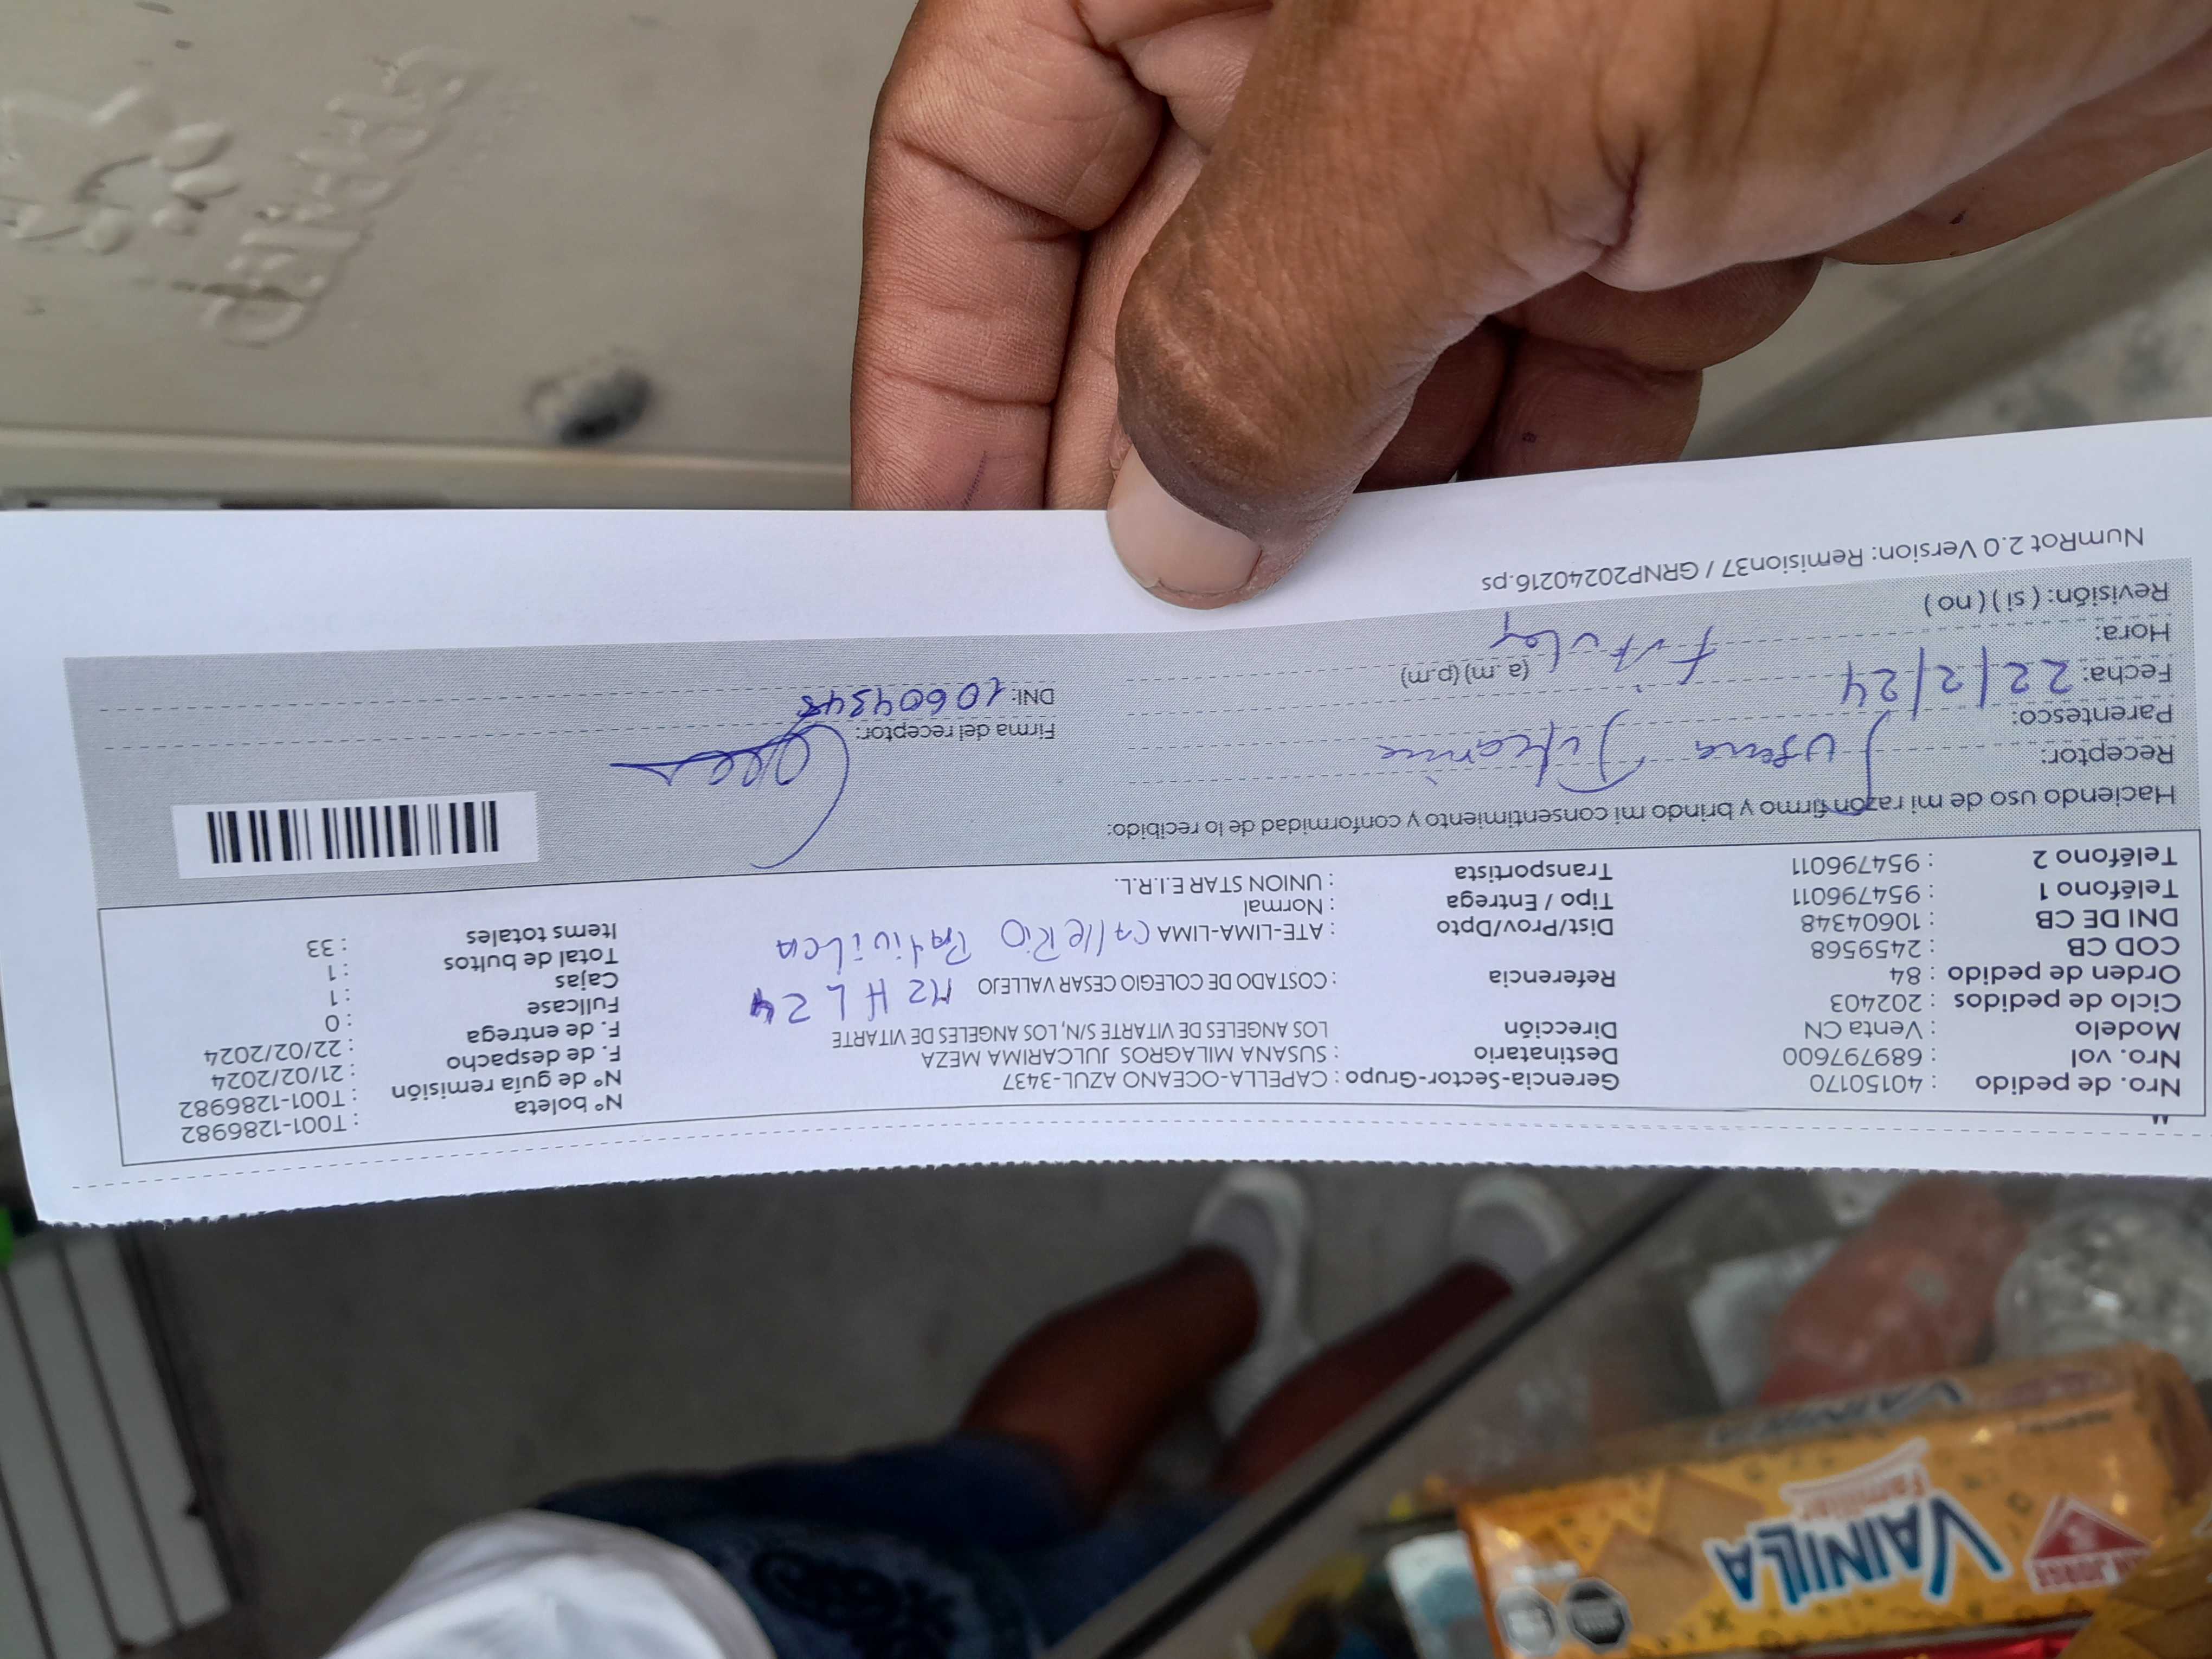 Nro. de pedido : 40150170 Gerencia-Sector-Grupo : CAPELLA-OCEANO AZUL-3437 N° boleta : T001-1286982
Nro. vol : 689797600 Destinatario : SUSANA MILAGROS JULCARIMA MEZA N° de guía remisión : T001-1286982
Modelo : Venta CN Dirección LOS ANGELES DE VITARTE S/N, LOS ANGELES DE VITARTE F. de despacho : 21/02/2024
Ciclo de pedidos : 202403 F. de entrega : 22/02/2024
Orden de pedido : 84 Referencia : COSTADO DE COLEGIO CESAR VALLEJO Mz H L 24 Fullcase : 0
COD CB : 2459568 Cajas : 1
DNI DE CB : 10604348 Dist/Prov/Dpto : ATE-LIMA-LIMA Calle Rio Pativilca Total de bultos : 1
Teléfono 1 : 954796011 Tipo / Entrega : Normal Items totales : 33
Teléfono 2 : 954796011 Transportista : UNION STAR E.I.R.L.
Haciendo uso de mi razón firmo y brindo mi consentimiento y conformidad de lo recibido:
Receptor:
Parentesco: Firma del receptor:
Fecha: 22/2/24 DNI: 10604348
Hora: (a.m) (p.m)
Revisión: (si) (no)
NumRot 2.0 Version: Remision37 / GRNP20240216.ps
VAINILLA
Familiar
VAINILLA